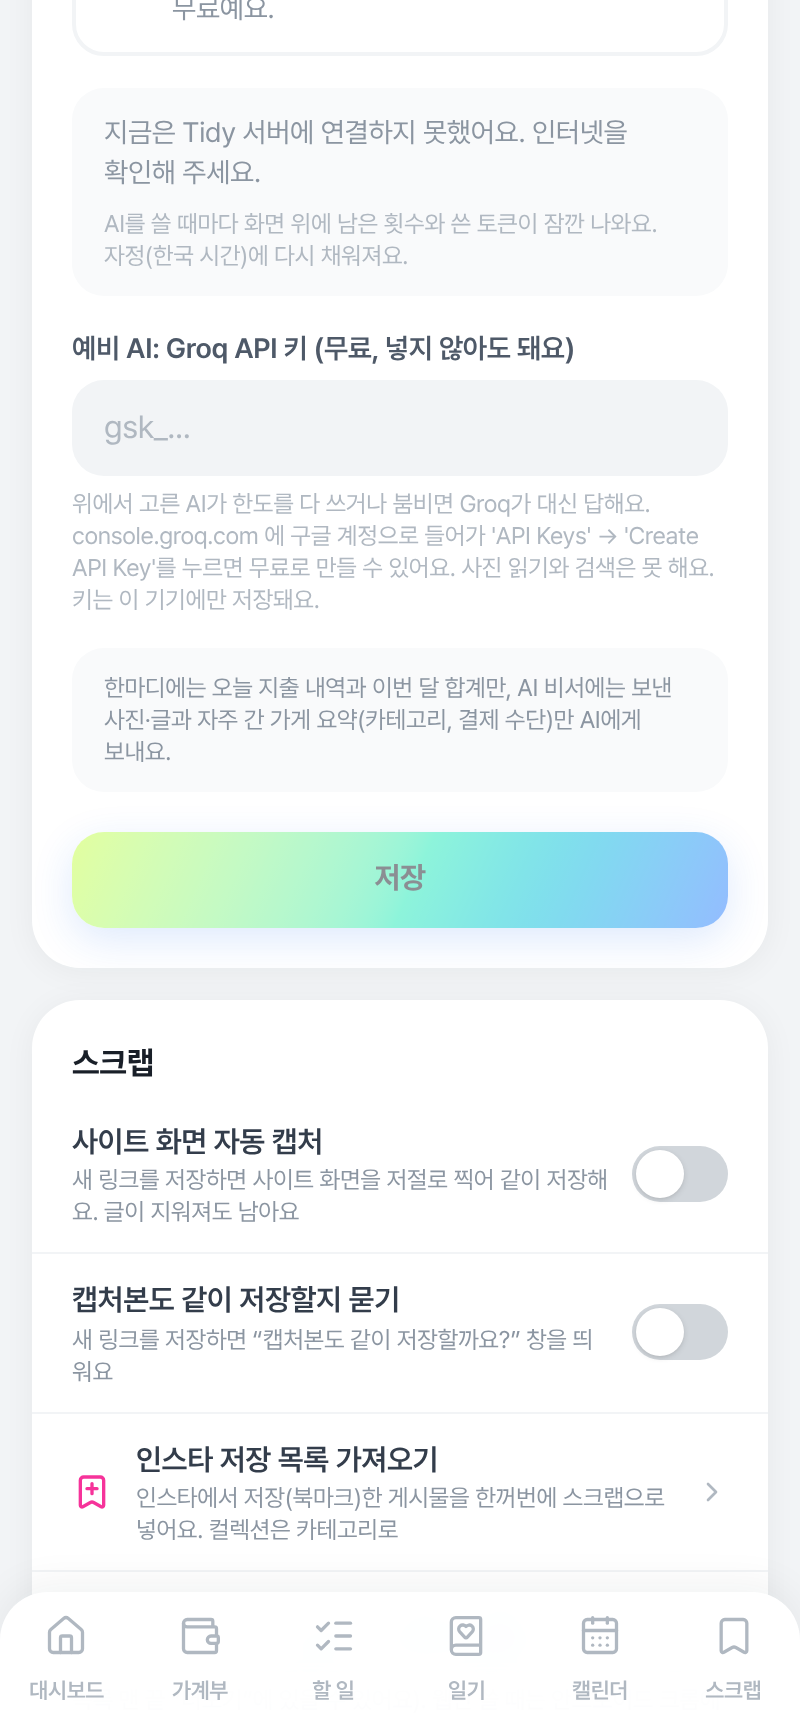 무료예요.
지금은 Tidy 서버에 연결하지 못했어요. 인터넷을
확인해 주세요.
AI를 쓸 때마다 화면 위에 남은 횟수와 쓴 토큰이 잠깐 나와요.
자정(한국 시간)에 다시 채워져요.
예비 AI: Groq API 키 (무료, 넣지 않아도 돼요)
gsk_...
위에서 고른 AI가 한도를 다 쓰거나 붐비면 Groq가 대신 답해요.
console.groq.com 에 구글 계정으로 들어가 'API Keys' → 'Create
API Key'를 누르면 무료로 만들 수 있어요. 사진 읽기와 검색은 못 해요.
키는 이 기기에만 저장돼요.
한마디에는 오늘 지출 내역과 이번 달 합계만, AI 비서에는 보낸
사진·글과 자주 간 가게 요약(카테고리, 결제 수단)만 AI에게
보내요.
저장
스크랩
사이트 화면 자동 캡처
새 링크를 저장하면 사이트 화면을 저절로 찍어 같이 저장해
요. 글이 지워져도 남아요
캡처본도 같이 저장할지 묻기
새 링크를 저장하면 “캡처본도 같이 저장할까요?” 창을 띄
워요
인스타 저장 목록 가져오기
인스타에서 저장(북마크)한 게시물을 한꺼번에 스크랩으로
넣어요. 컬렉션은 카테고리로
대시보드
가계부
할 일
일기
캘린더
스크랩